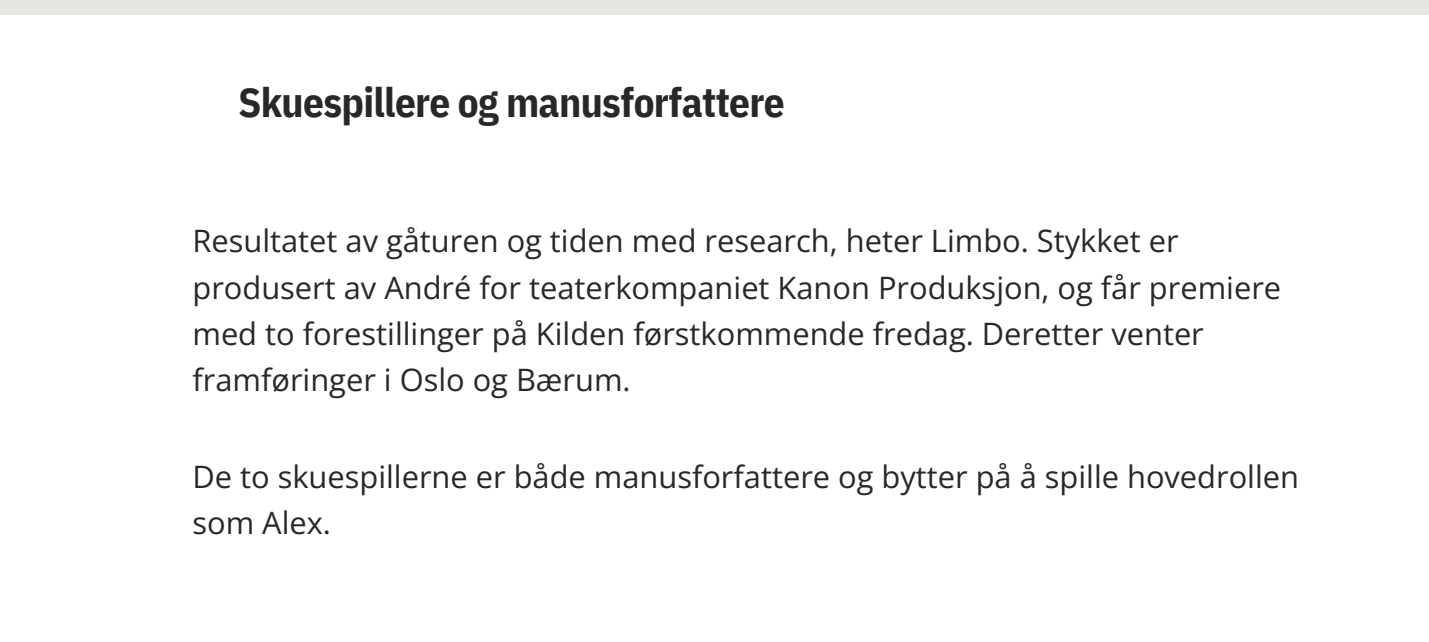 Skuespillere og manusforfattere
Resultatet av gåturen og tiden med research, heter Limbo. Stykket er
produsert av André for teaterkompaniet Kanon Produksjon, og får premiere
med to forestillinger på Kilden førstkommende fredag. Deretter venter
framføringer i Oslo og Bærum.
De to skuespillerne er både manusforfattere og bytter på å spille hovedrollen
som Alex.